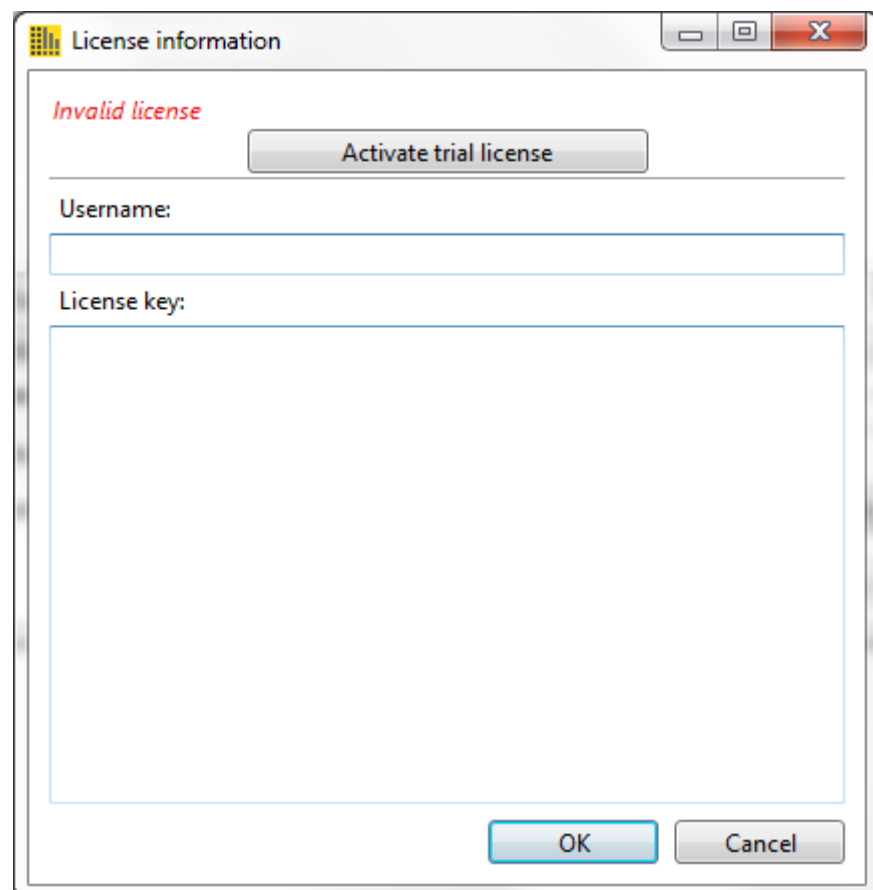 License information
Invalid license
Activate trial license
Username:
License key:
OK Cancel